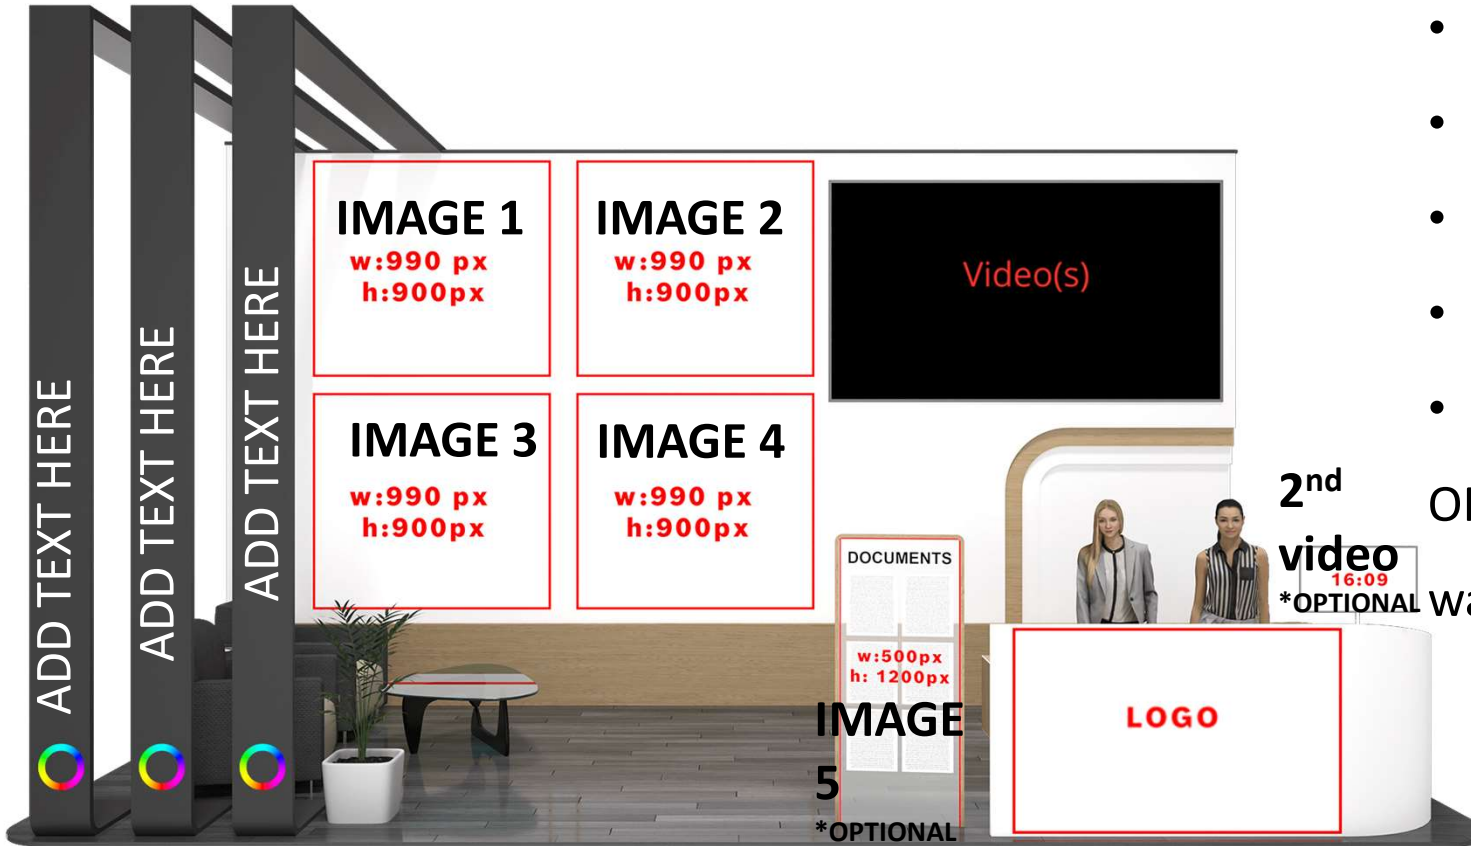 ADD TEXT HERE
ADD TEXT HERE
ADD TEXT HERE
IMAGE 1
w:990 px
h:900px
IMAGE 2
w:990 px
h:900px
Video(s)
IMAGE 3
w:990 px
h:900px
IMAGE 4
w:990 px
h:900px
DOCUMENTS
w:500px
h: 1200px
IMAGE
5
*OPTIONAL
2nd
video
16:09
*OPTIONAL
LOGO